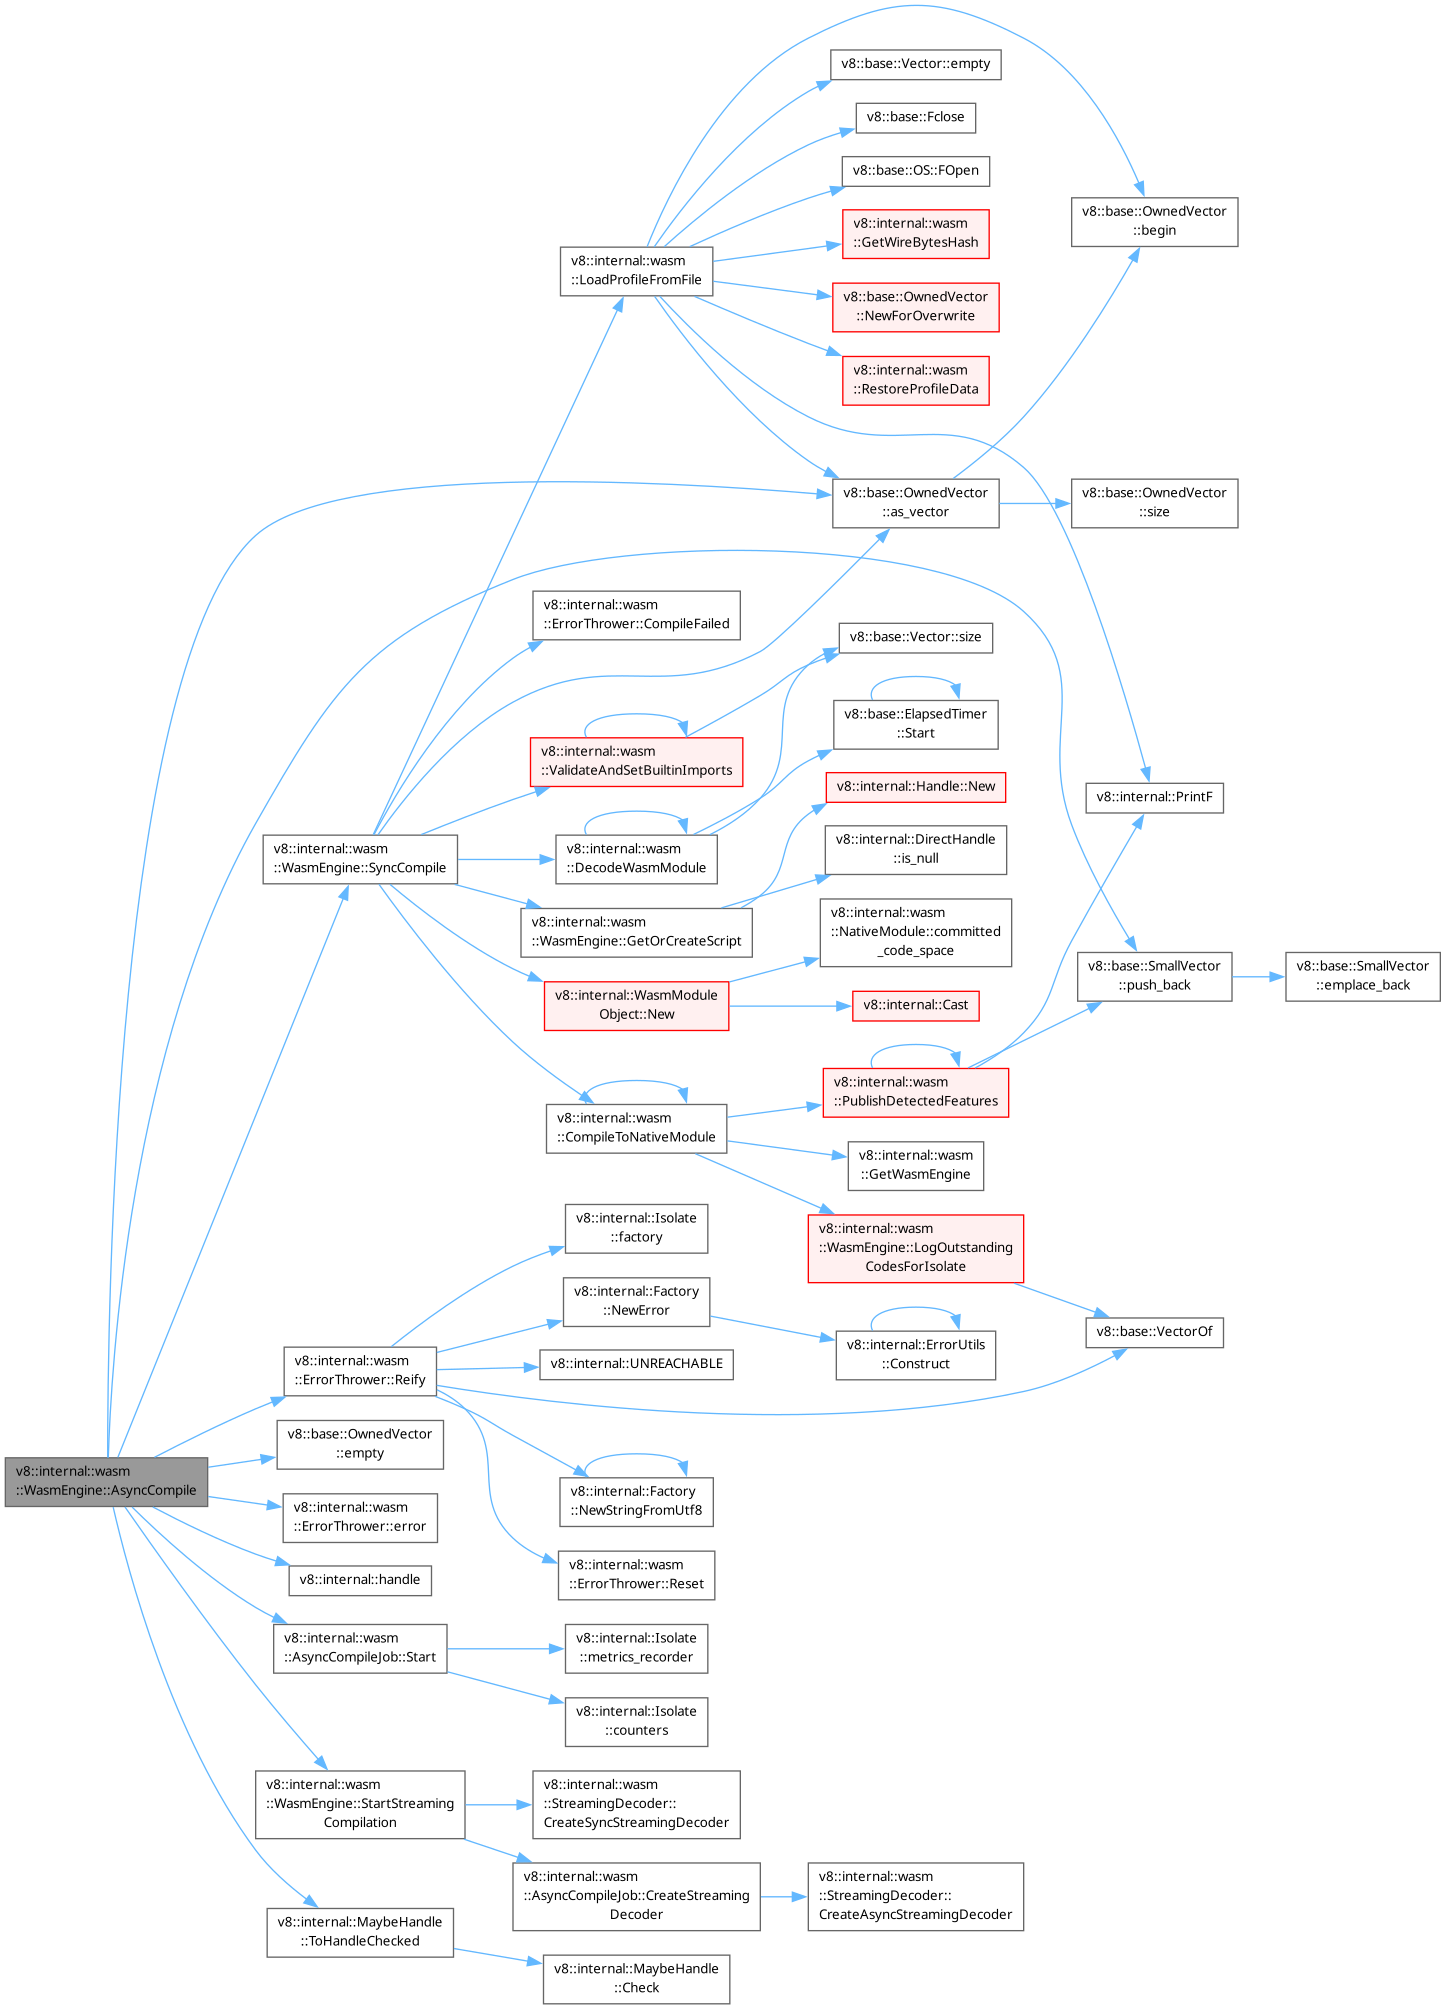 v8::base::Vector::empty
v8::base::Fclose
v8::base::OS::FOpen
v8::base::OwnedVector
::begin
v8::internal::wasm
::GetWireBytesHash
v8::internal::wasm
::LoadProfileFromFile
v8::base::OwnedVector
::NewForOverwrite
v8::internal::wasm
::RestoreProfileData
v8::base::OwnedVector
::as_vector
v8::base::OwnedVector
::size
v8::internal::wasm
::ErrorThrower::CompileFailed
v8::base::Vector::size
v8::base::ElapsedTimer
::Start
v8::internal::wasm
::ValidateAndSetBuiltinImports
v8::internal::Handle::New
v8::internal::PrintF
v8::internal::wasm
::WasmEngine::SyncCompile
v8::internal::wasm
::DecodeWasmModule
v8::internal::DirectHandle
::is_null
v8::internal::wasm
::WasmEngine::GetOrCreateScript
v8::internal::wasm
::NativeModule::committed
_code_space
v8::base::SmallVector
::push_back
v8::base::SmallVector
::emplace_back
v8::internal::WasmModule
Object::New
v8::internal::Cast
v8::internal::wasm
::PublishDetectedFeatures
v8::internal::wasm
::CompileToNativeModule
v8::internal::wasm
::GetWasmEngine
v8::internal::Isolate
::factory
v8::internal::wasm
::WasmEngine::LogOutstanding
CodesForIsolate
v8::internal::Factory
::NewError
v8::base::VectorOf
v8::internal::ErrorUtils
::Construct
v8::internal::wasm
::ErrorThrower::Reify
v8::internal::UNREACHABLE
v8::base::OwnedVector
::empty
v8::internal::wasm
::WasmEngine::AsyncCompile
v8::internal::Factory
::NewStringFromUtf8
v8::internal::wasm
::ErrorThrower::error
v8::internal::wasm
::ErrorThrower::Reset
v8::internal::handle
v8::internal::wasm
::AsyncCompileJob::Start
v8::internal::Isolate
::metrics_recorder
v8::internal::Isolate
::counters
v8::internal::wasm
::WasmEngine::StartStreaming
Compilation
v8::internal::wasm
::StreamingDecoder::
CreateSyncStreamingDecoder
v8::internal::wasm
::AsyncCompileJob::CreateStreaming
Decoder
v8::internal::wasm
::StreamingDecoder::
CreateAsyncStreamingDecoder
v8::internal::MaybeHandle
::ToHandleChecked
v8::internal::MaybeHandle
::Check